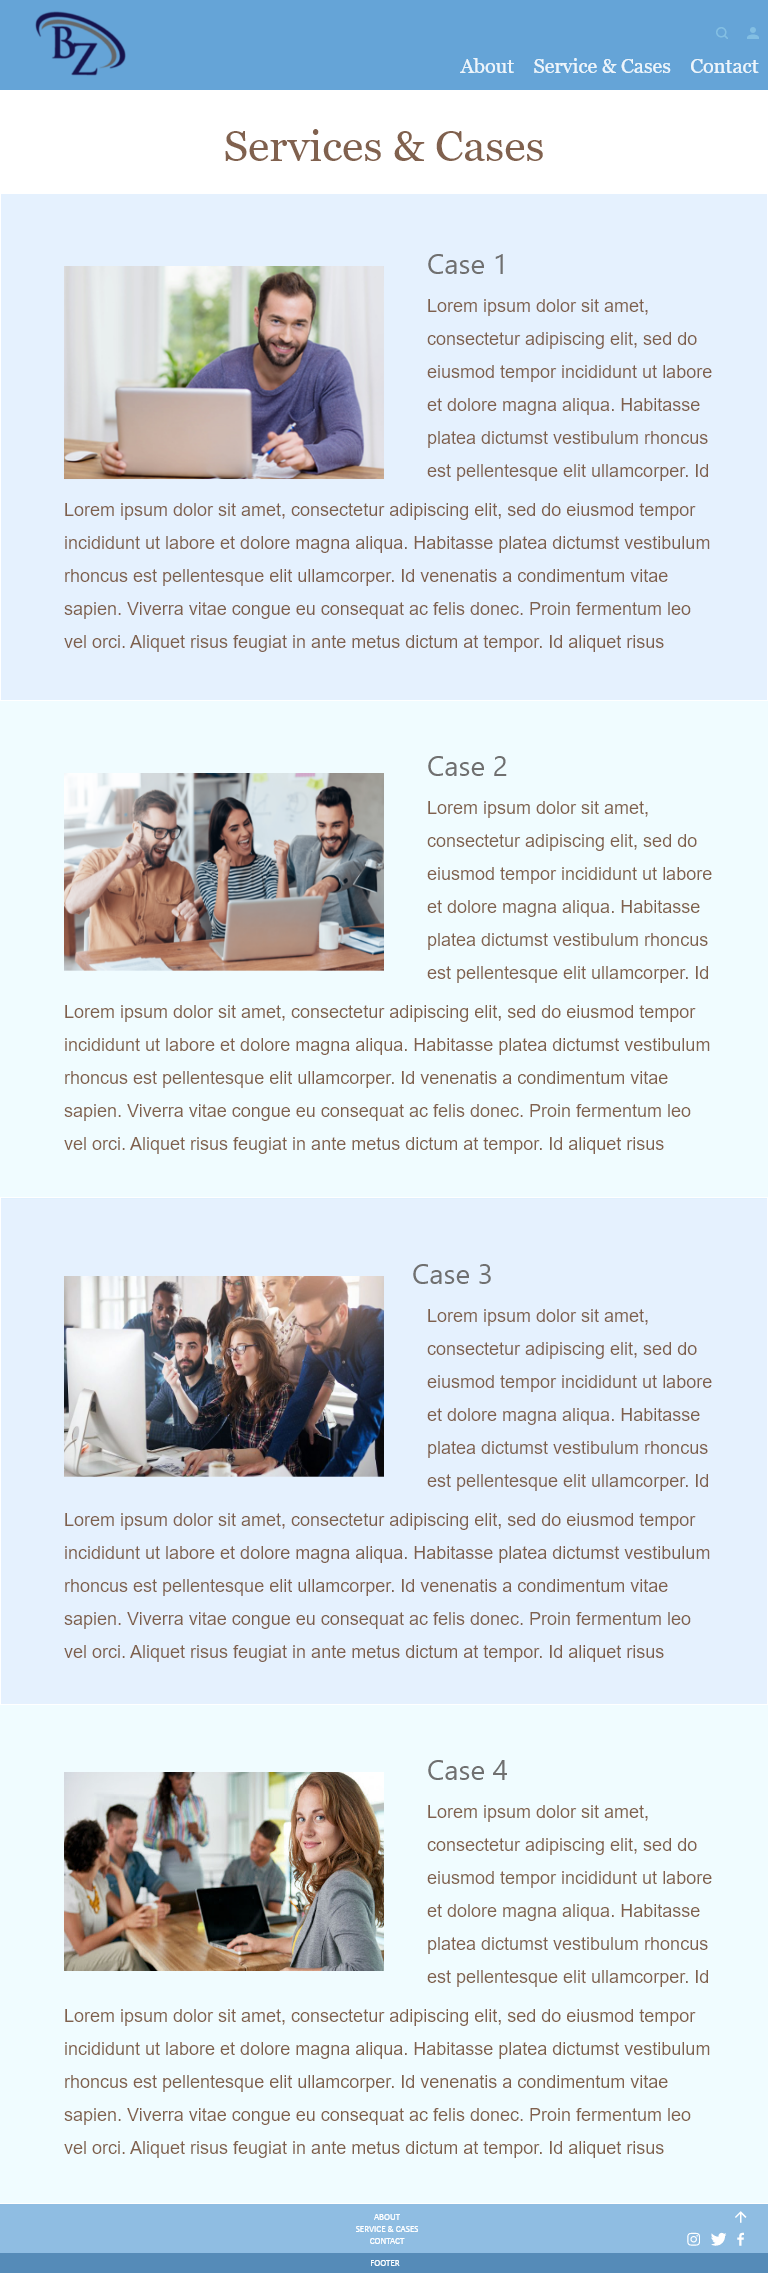 BZ
About Service & Cases Contact
Services & Cases
Case 1
Lorem ipsum dolor sit amet,
consectetur adipiscing elit, sed do
eiusmod tempor incididunt ut labore
et dolore magna aliqua. Habitasse
platea dictumst vestibulum rhoncus
est pellentesque elit ullamcorper. Id
Lorem ipsum dolor sit amet, consectetur adipiscing elit, sed do eiusmod tempor
incididunt ut labore et dolore magna aliqua. Habitasse platea dictumst vestibulum
rhoncus est pellentesque elit ullamcorper. Id venenatis a condimentum vitae
sapien. Viverra vitae congue eu consequat ac felis donec. Proin fermentum leo
vel orci. Aliquet risus feugiat in ante metus dictum at tempor. Id aliquet risus
Case 2
Lorem ipsum dolor sit amet,
consectetur adipiscing elit, sed do
eiusmod tempor incididunt ut labore
et dolore magna aliqua. Habitasse
platea dictumst vestibulum rhoncus
est pellentesque elit ullamcorper. Id
Lorem ipsum dolor sit amet, consectetur adipiscing elit, sed do eiusmod tempor
incididunt ut labore et dolore magna aliqua. Habitasse platea dictumst vestibulum
rhoncus est pellentesque elit ullamcorper. Id venenatis a condimentum vitae
sapien. Viverra vitae congue eu consequat ac felis donec. Proin fermentum leo
vel orci. Aliquet risus feugiat in ante metus dictum at tempor. Id aliquet risus
Case 3
Lorem ipsum dolor sit amet,
consectetur adipiscing elit, sed do
eiusmod tempor incididunt ut labore
et dolore magna aliqua. Habitasse
platea dictumst vestibulum rhoncus
est pellentesque elit ullamcorper. Id
Lorem ipsum dolor sit amet, consectetur adipiscing elit, sed do eiusmod tempor
incididunt ut labore et dolore magna aliqua. Habitasse platea dictumst vestibulum
rhoncus est pellentesque elit ullamcorper. Id venenatis a condimentum vitae
sapien. Viverra vitae congue eu consequat ac felis donec. Proin fermentum leo
vel orci. Aliquet risus feugiat in ante metus dictum at tempor. Id aliquet risus
Case 4
Lorem ipsum dolor sit amet,
consectetur adipiscing elit, sed do
eiusmod tempor incididunt ut labore
et dolore magna aliqua. Habitasse
platea dictumst vestibulum rhoncus
est pellentesque elit ullamcorper. Id
Lorem ipsum dolor sit amet, consectetur adipiscing elit, sed do eiusmod tempor
incididunt ut labore et dolore magna aliqua. Habitasse platea dictumst vestibulum
rhoncus est pellentesque elit ullamcorper. Id venenatis a condimentum vitae
sapien. Viverra vitae congue eu consequat ac felis donec. Proin fermentum leo
vel orci. Aliquet risus feugiat in ante metus dictum at tempor. Id aliquet risus
ABOUT
SERVICE & CASES
CONTACT
FOOTER